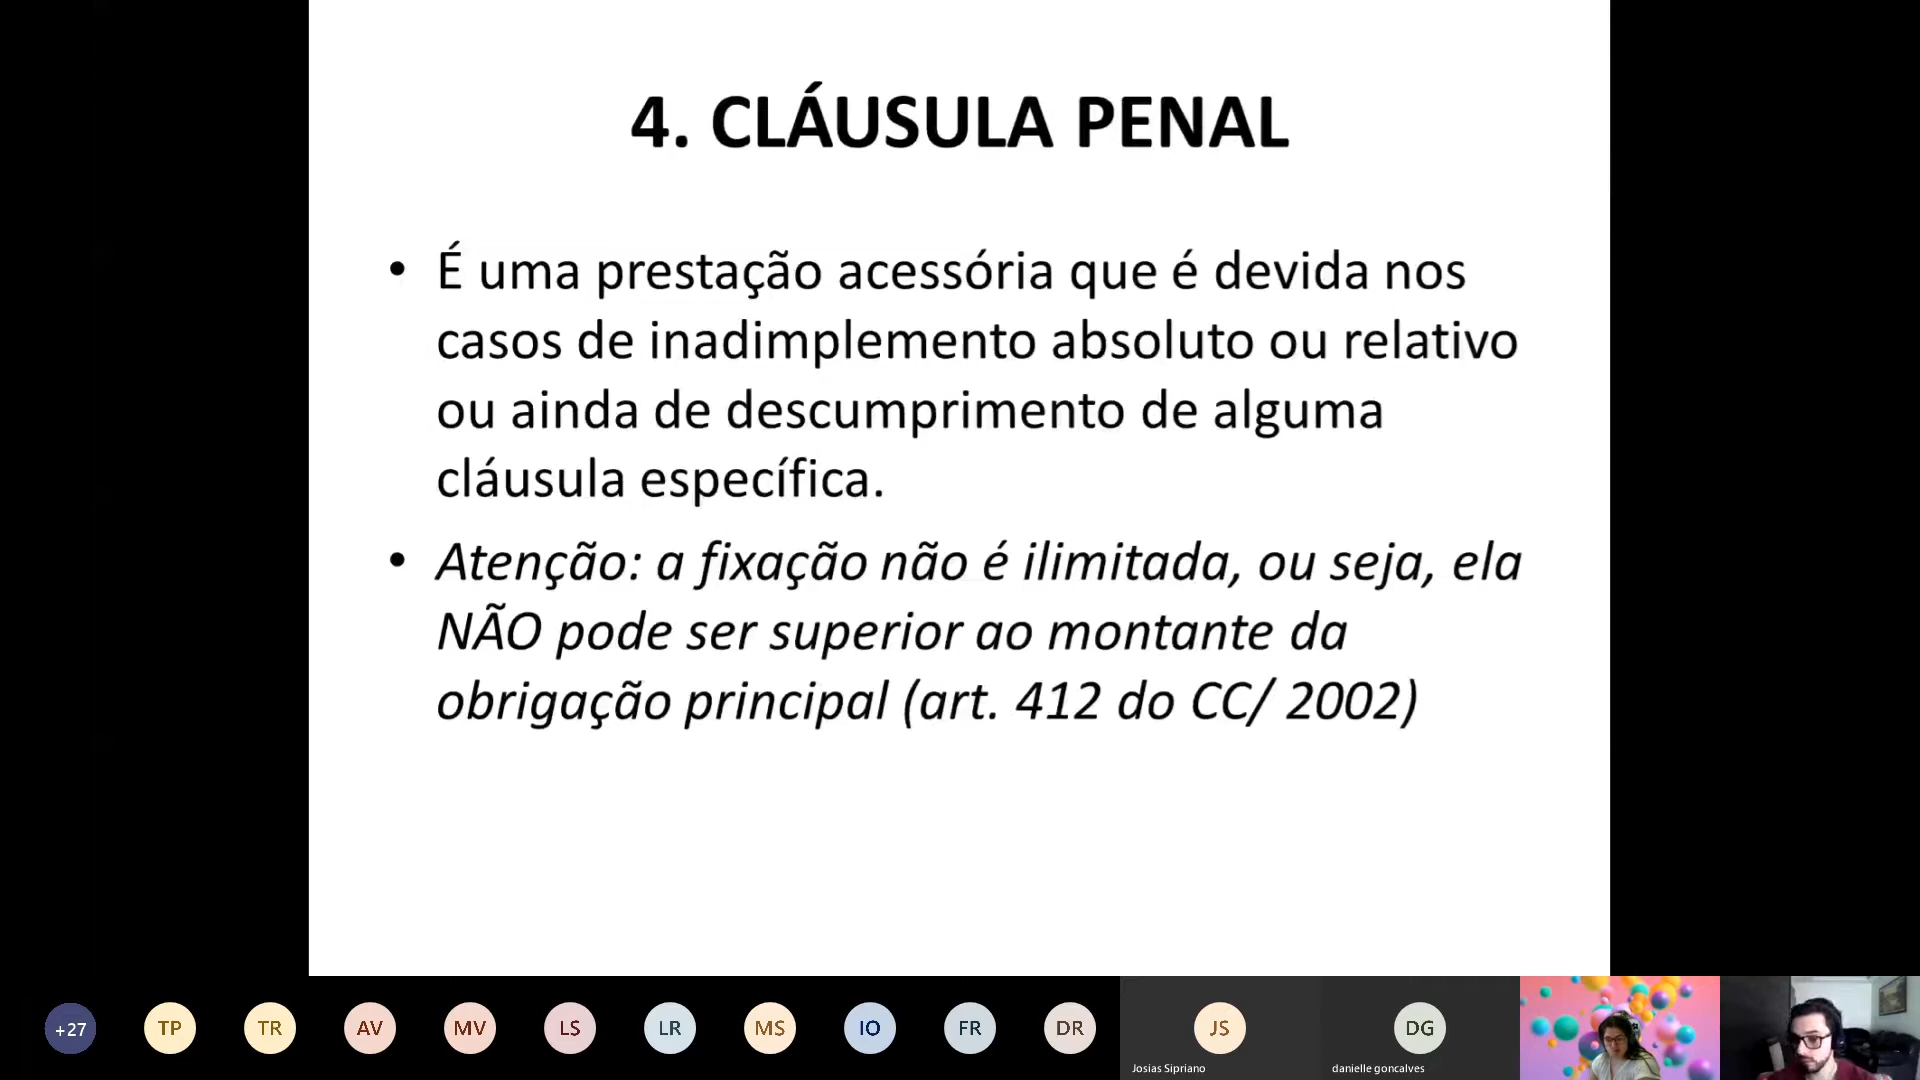 4. CLÁUSULA PENAL
• É uma prestação acessória que é devida nos
casos de inadimplemento absoluto ou relativo
ou ainda de descumprimento de alguma
cláusula específica.
• Atenção: a fixação não é ilimitada, ou seja, ela
NÃO pode ser superior ao montante da
obrigação principal (art. 412 do CC/ 2002)
+27 TP TR AV MV LS LR MS IO FR DR JS DG
Josias Sipriano danielle goncalves